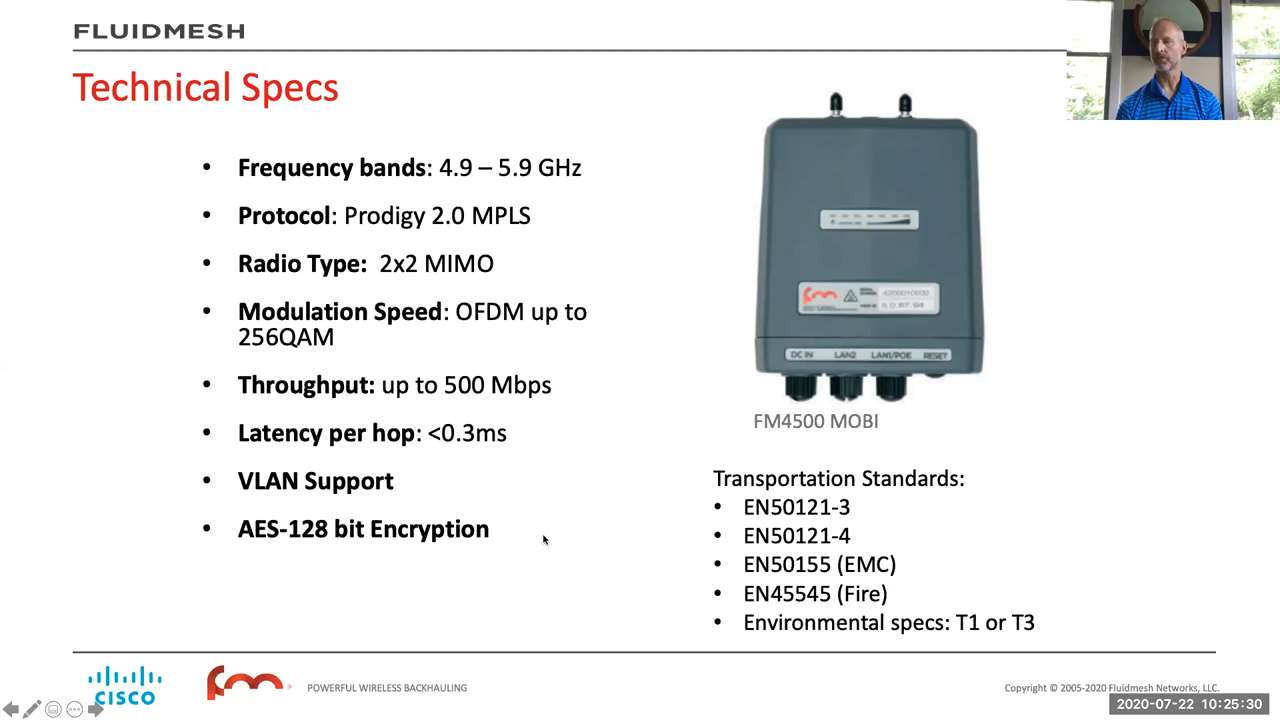 FLUIDMESH
Technical Specs
• Frequency bands: 4.9 – 5.9 GHz
• Protocol: Prodigy 2.0 MPLS
• Radio Type: 2x2 MIMO
• Modulation Speed: OFDM up to
256QAM
• Throughput: up to 500 Mbps
• Latency per hop: <0.3ms
• VLAN Support
• AES-128 bit Encryption
fm
DC IN LAN2 LAN1/POE RESET
FM4500 MOBI
Transportation Standards:
• EN50121-3
• EN50121-4
• EN50155 (EMC)
• EN45545 (Fire)
• Environmental specs: T1 or T3
CISCO
fm
POWERFUL WIRELESS BACKHAULING
Copyright © 2005-2020 Fluidmesh Networks, LLC.
2020-07-22 10:25:30